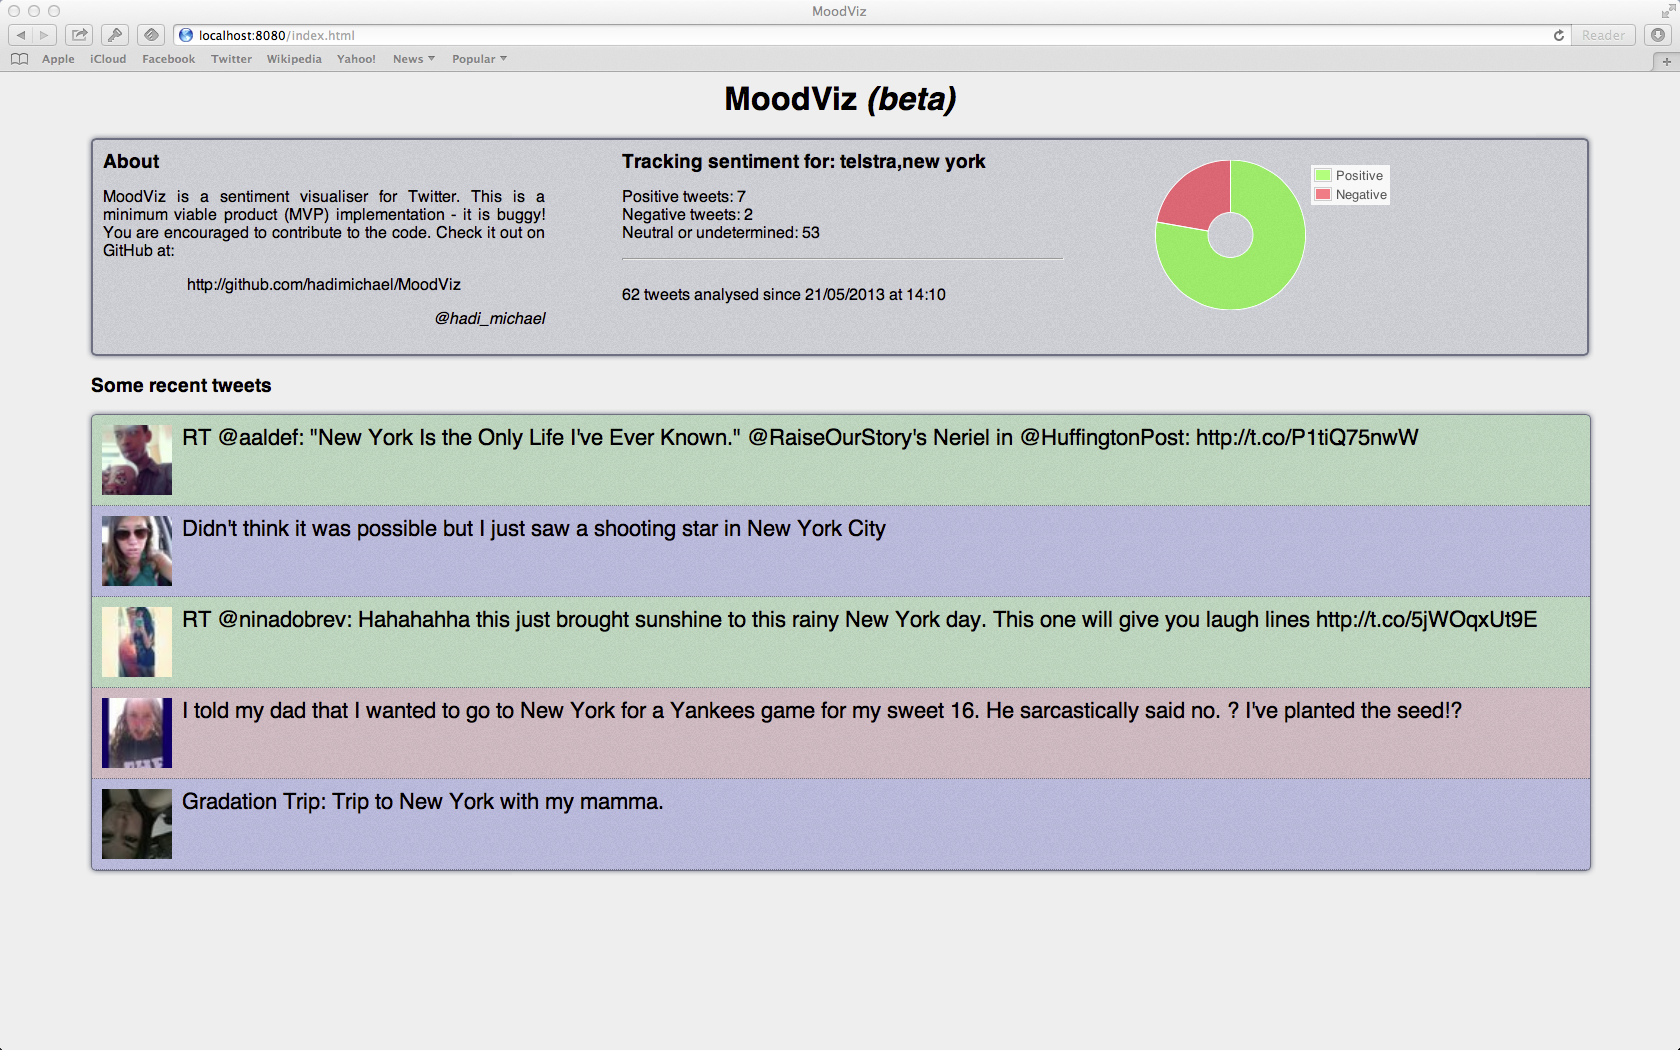 MoodViz
localhost:8080/index.html
Reader
Apple iCloud Facebook Twitter Wikipedia Yahoo! News Popular
MoodViz (beta)
About
MoodViz is a sentiment visualiser for Twitter. This is a
minimum viable product (MVP) implementation - it is buggy!
You are encouraged to contribute to the code. Check it out on
GitHub at:
http://github.com/hadimichael/MoodViz
@hadi_michael
Tracking sentiment for: telstra,new york
Positive tweets: 7
Negative tweets: 2
Neutral or undetermined: 53
62 tweets analysed since 21/05/2013 at 14:10
Positive
Negative
Some recent tweets
RT @aaldef: "New York Is the Only Life I've Ever Known." @RaiseOurStory's Neriel in @HuffingtonPost: http://t.co/P1tiQ75nwW
Didn't think it was possible but I just saw a shooting star in New York City
RT @ninadobrev: Hahahahha this just brought sunshine to this rainy New York day. This one will give you laugh lines http://t.co/5jWOqxUt9E
I told my dad that I wanted to go to New York for a Yankees game for my sweet 16. He sarcastically said no. ? I've planted the seed!?
Gradation Trip: Trip to New York with my mamma.